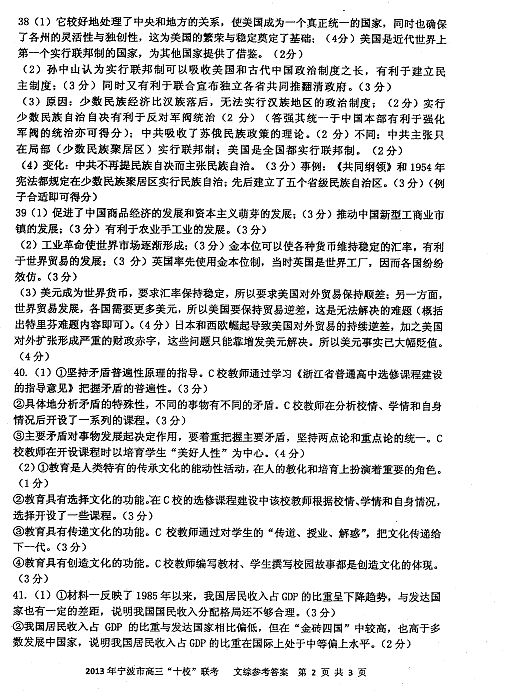 38（1）它较好地处理了中央和地方的关系，使美国成为一个真正统一的国家，同时也确保
了各州的灵活性与独创性，这为美国的繁荣与稳定奠定了基础；（4分）美国是近代世界上
第一个实行联邦制的国家，为其他国家提供了借鉴。（2分）
（2）孙中山认为实行联邦制可以吸收美国和古代中国政治制度之长，有利于建立民
主制度；（3 分）同时又有利于联合宣布独立各省共同推翻清政府。（3 分）
（3）原因：少数民族经济比汉族落后，无法实行汉族地区的政治制度；（2分）实行
少数民族自治自决有利于反对军阀统治（2 分）（答强其统一于中国本部有利于强化
军阀的统治亦可得分）；中共吸收了苏俄民族政策的理论。（2 分）不同：中共主张只
在局部（少数民族聚居区）实行联邦制；美国是全国都实行联邦制。（2分）
（4）变化：中共不再提民族自决而主张民族自治。（3 分）事例：《共同纲领》和 1954 年
宪法都规定在少数民族聚居区实行民族自治；先后建立了五个省级民族自治区。（3 分）（例
子合适即可得分）
39（1）促进了中国商品经济的发展和资本主义萌芽的发展；（3 分）推动中国新型工商业市
镇的发展；（3 分）有利于农业手工业的发展。（3 分）
（2）工业革命使世界市场逐渐形成；（3 分）金本位可以使各种货币维持稳定的汇率，有利
于世界贸易的发展；（3 分）英国率先使用金本位制，当时英国是世界工厂，因而各国纷纷
效仿。（3 分）
（3）美元成为世界货币，要求汇率保持稳定，所以要求美国对外贸易保持顺差；另一方面，
世界贸易发展，各国需要更多美元，所以美国要保持贸易逆差，这是无法解决的难题（概括
出特里芬难题内容即可）。（4 分）日本和西欧崛起导致美国对外贸易的持续逆差，加之美国
对外扩张形成严重的财政赤字，这些问题只能靠增发美元解决。所以美元事实已大幅贬值。
（4 分）
40.（1）①坚持矛盾普遍性原理的指导。C 校教师通过学习《浙江省普通高中选修课程建设
的指导意见》把握矛盾的普遍性。（3 分）
②具体地分析矛盾的特殊性，不同的事物有不同的矛盾。C 校教师在分析校情、学情和自身
情况后开设了一系列的课程。（3 分）
③主要矛盾对事物发展起决定作用，要着重把握主要矛盾，坚持两点论和重点论的统一。C
校教师在开设课程时以培育学生“美好人性”为中心。（4 分）
（2）①教育是人类特有的传承文化的能动性活动，在人的教化和培育上扮演着重要的角色。
（1 分）
②教育具有选择文化的功能。在 C 校的选修课程建设中该校教师根据校情、学情和自身情况，
选择开设了一些课程。（3 分）
③教育具有传递文化的功能。C 校教师通过对学生的“传道、授业、解惑”，把文化传递给
下一代。（3 分）
④教育具有创造文化的功能。C 校教师编写教材、学生撰写校园故事都是创造文化的体现。
（3 分）
41.（1）①材料一反映了 1985 年以来，我国居民收入占 GDP 的比重呈下降趋势，与发达国
家也有一定的差距，说明我国国民收入分配格局还不够合理。（3 分）
②我国居民收入占 GDP 的比重与发达国家相比偏低，但在“金砖四国”中较高，也高于多
数发展中国家，说明我国居民收入占 GDP 的比重在国际上处于中等偏上水平。（2 分）
2013 年宁波市高三“十校”联考 文综参考答案 第 2 页 共 3 页